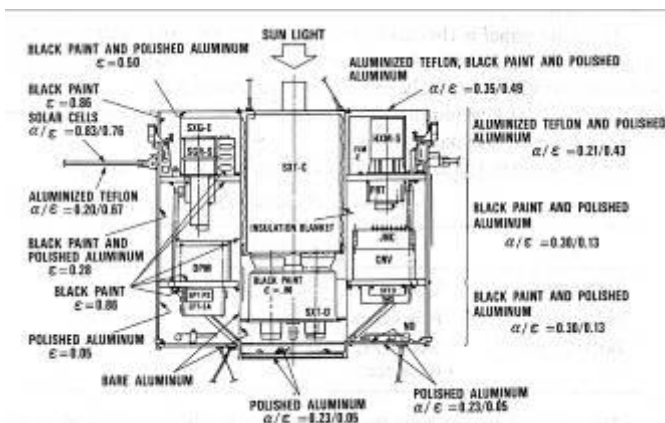 SUN LIGHT
BLACK PAINT AND POLISHED ALUMINUM
ε=0.50
ALUMINIZED TEFLON, BLACK PAINT AND POLISHED
ALUMINUM
α/ε=0.35/0.49
BLACK PAINT
ε=0.86
SOLAR CELLS
α/ε=0.83/0.76
ALUMINIZED TEFLON AND POLISHED
ALUMINUM
α/ε=0.21/0.43
SXT-C
PBT
ALUMINIZED TEFLON
α/ε=0.20/0.67
INSULATION BLANKET
BLACK PAINT AND POLISHED
ALUMINUM
α/ε=0.30/0.13
BLACK PAINT AND
POLISHED ALUMINUM
ε=0.28
CNV
BLACK PAINT
ε=0.86
BLACK PAINT
BLACK PAINT AND POLISHED
ALUMINUM
α/ε=0.30/0.13
SXT-D
POLISHED ALUMINUM
ε=0.05
BARE ALUMINUM
POLISHED ALUMINUM
α/ε=0.23/0.05
POLISHED ALUMINUM
α/ε=0.23/0.05